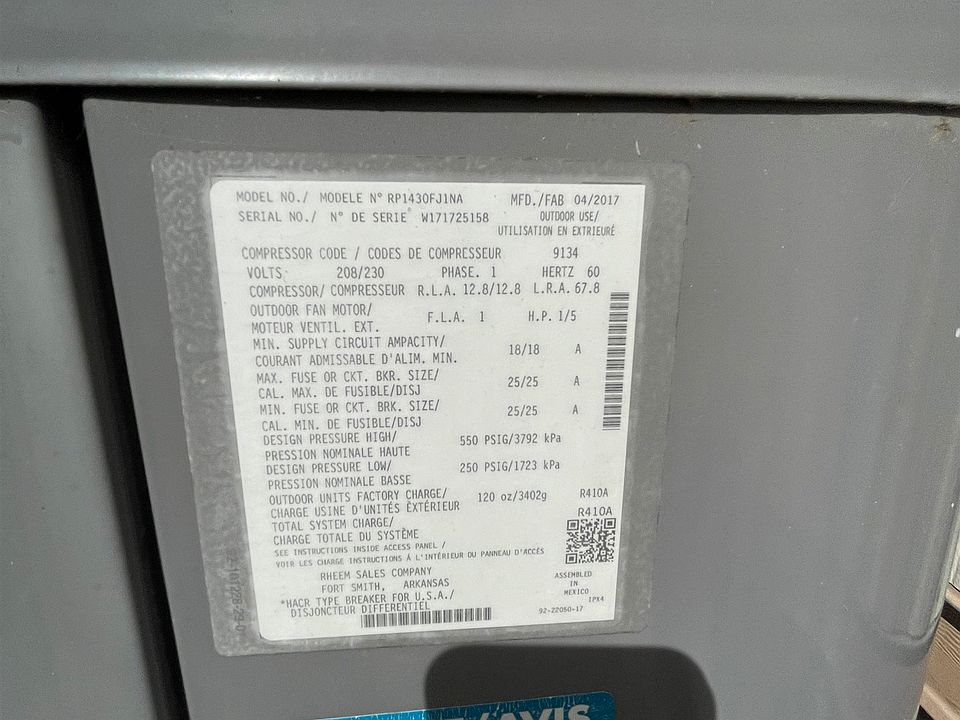 MODEL NO./ MODELE N° RP1430FJ1NA MFD./FAB 04/2017
SERIAL NO./ N° DE SERIE W171725158 OUTDOOR USE/
UTILISATION EN EXTRIEURÉ
COMPRESSOR CODE / CODES DE COMPRESEUR 9134
VOLTS 208/230 PHASE. 1 HERTZ 60
COMPRESSOR/ COMPRESEUR R.L.A. 12.8/12.8 L.R.A. 67.8
OUTDOOR FAN MOTOR/
MOTEUR VENTIL. EXT. F.L.A. 1 H.P. 1/5
MIN. SUPPLY CIRCUIT AMPACITY/
COURANT ADMISSABLE D'ALIM. MIN. 18/18 A
MAX. FUSE OR CKT. BKR. SIZE/
CAL. MAX. DE FUSIBLE/DISJ 25/25 A
MIN. FUSE OR CKT. BRK. SIZE/
CAL. MIN. DE FUSIBLE/DISJ 25/25 A
DESIGN PRESSURE HIGH/
PRESSION NOMINALE HAUTE 550 PSIG/3792 kPa
DESIGN PRESSURE LOW/
PRESSION NOMINALE BASSE 250 PSIG/1723 kPa
OUTDOOR UNITS FACTORY CHARGE/
CHARGE USINE D'UNITÉS ÈXTÉRIEUR 120 oz/3402g R410A
TOTAL SYSTEM CHARGE/ R410A
CHARGE TOTALE DU SYSTÈME
SEE INSTRUCTIONS INSIDE ACCESS PANEL /
VOIR LES CHARGE INSTRUCTIONS À L'INTÉRIEUR DU PANNEAU D'ACCÉS
RHEEM SALES COMPANY
FORT SMITH, ARKANSAS
*HACR TYPE BREAKER FOR U.S.A./
DISJONCTEUR DIFFERENTIEL
ASSEMBLED
IN
MEXICO
IPX4
92-22050-17